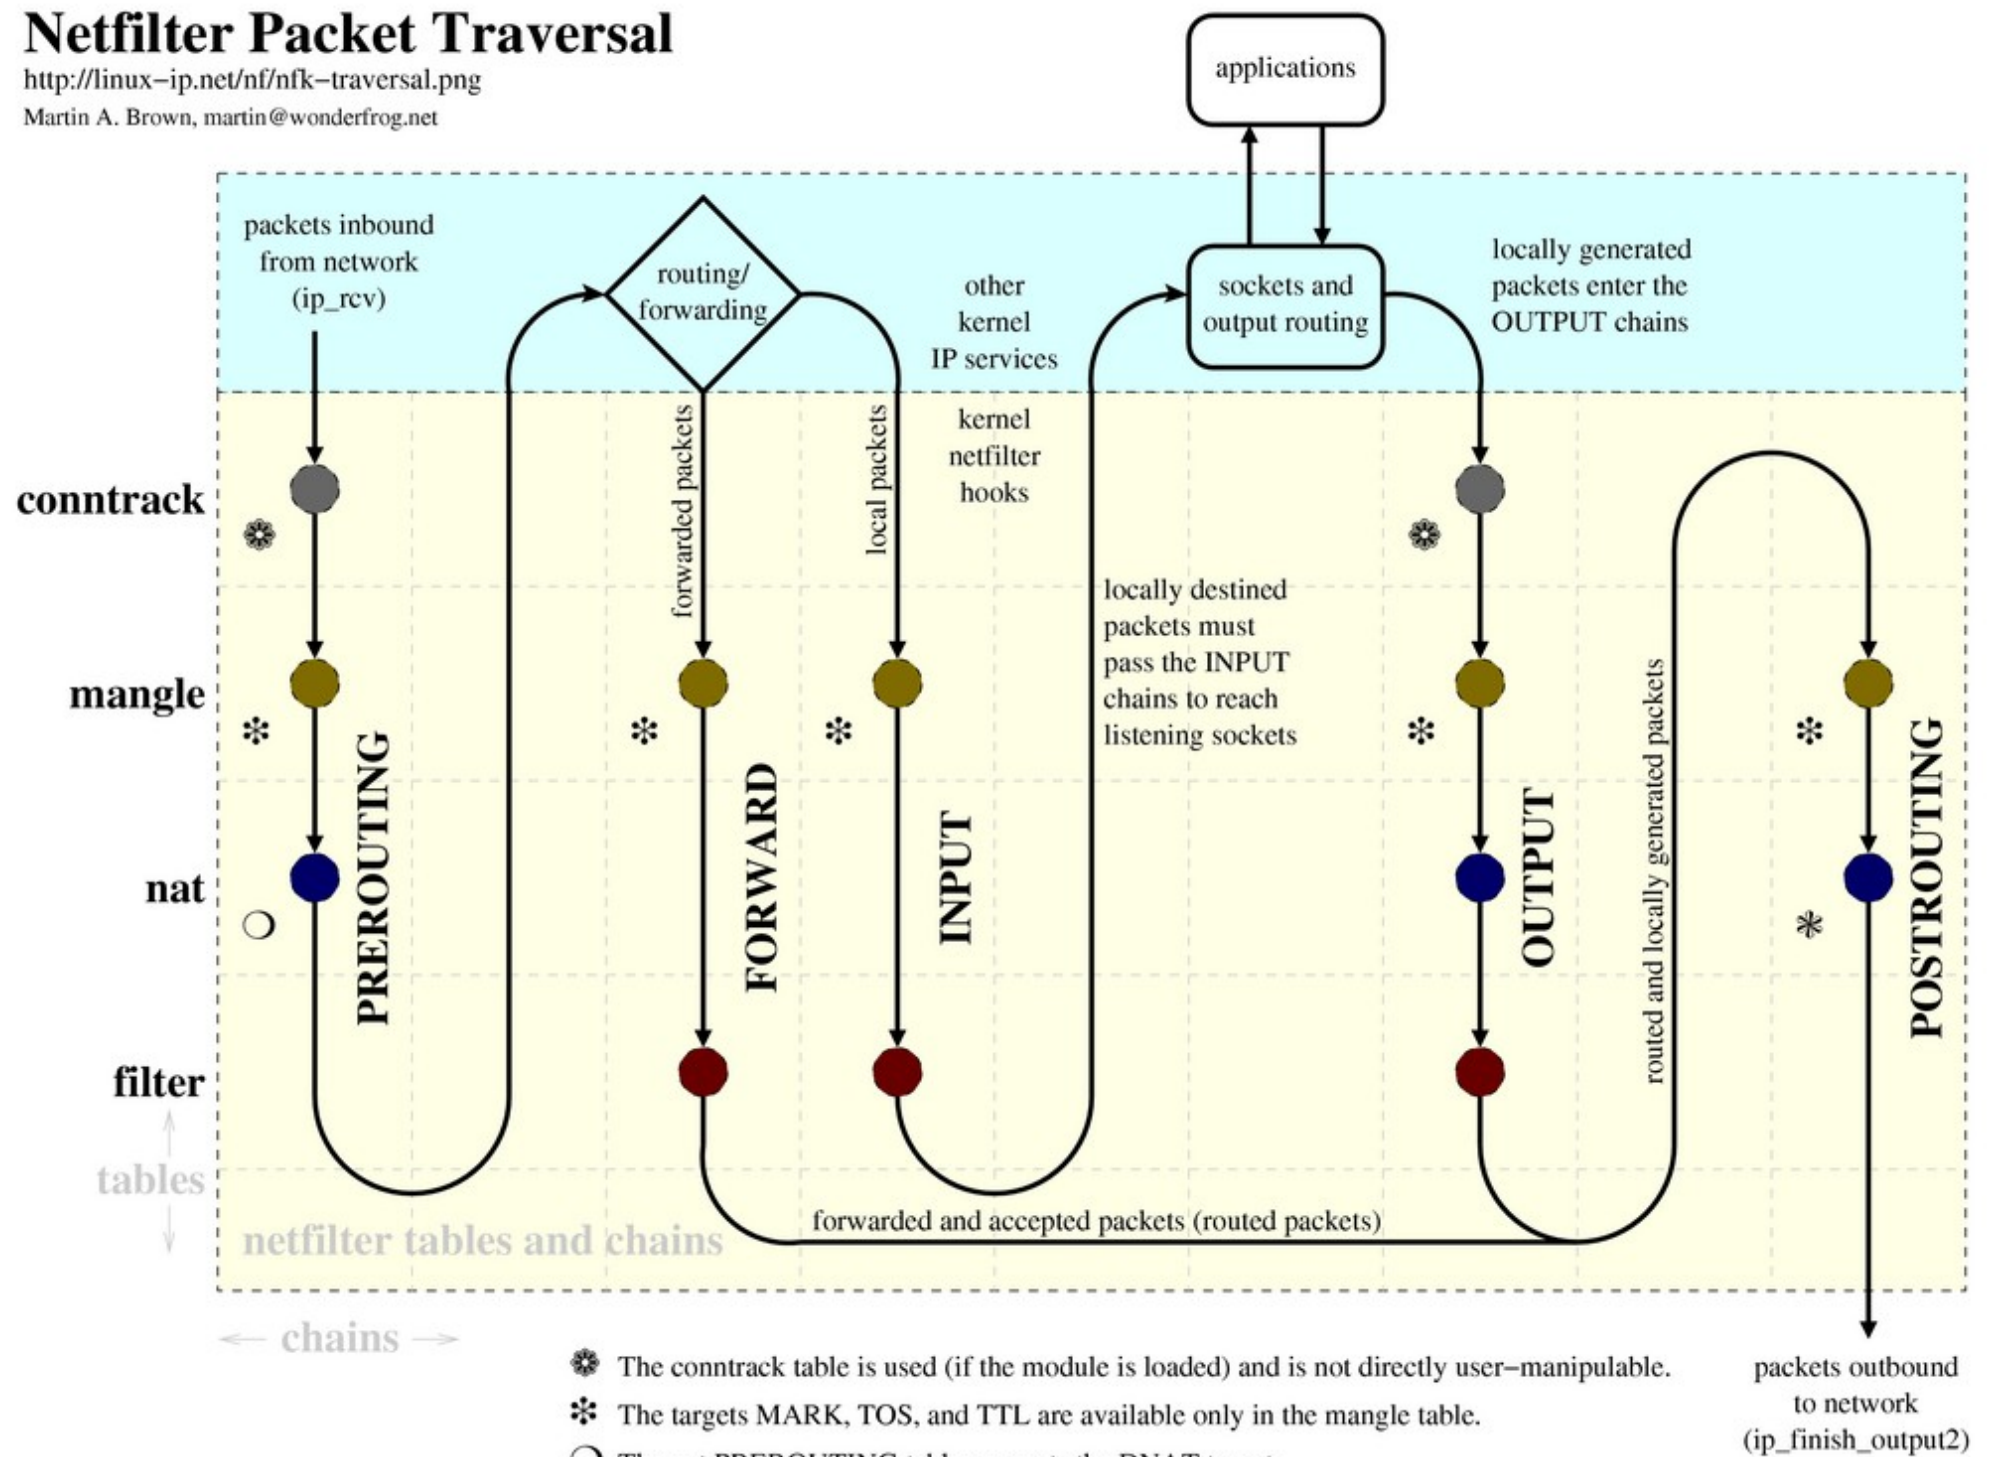 Netfilter Packet Traversal
http://linux-ip.net/nf/nfk-traversal.png
Martin A. Brown, martin@wonderfrog.net
applications
packets inbound
from network
(ip_rcv)
routing/
forwarding
other
kernel
IP services
sockets and
output routing
locally generated
packets enter the
OUTPUT chains
kernel
netfilter
hooks
forwarded packets
local packets
conntrack
locally destined
packets must
pass the INPUT
chains to reach
listening sockets
mangle
nat
filter
PREROUTING
FORWARD
INPUT
OUTPUT
routed and locally generated packets
POSTROUTING
tables
forwarded and accepted packets (routed packets)
netfilter tables and chains
chains
The conntrack table is used (if the module is loaded) and is not directly user-manipulable.
The targets MARK, TOS, and TTL are available only in the mangle table.
packets outbound
to network
(ip_finish_output2)